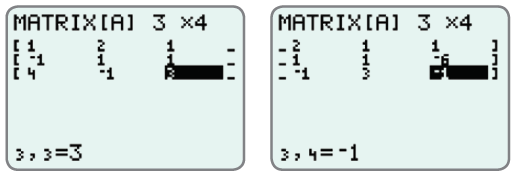 MATRIX[A] 3 ×4
[ 1 2 1 _
[ ⁻1 1 1 _
[ 4 ⁻1 3 _
3,3=3
MATRIX[A] 3 ×4
_ 2 1 1 ]
_ 1 1 ⁻6 ]
_ ⁻1 3 ⁻1 ]
3,4=⁻1